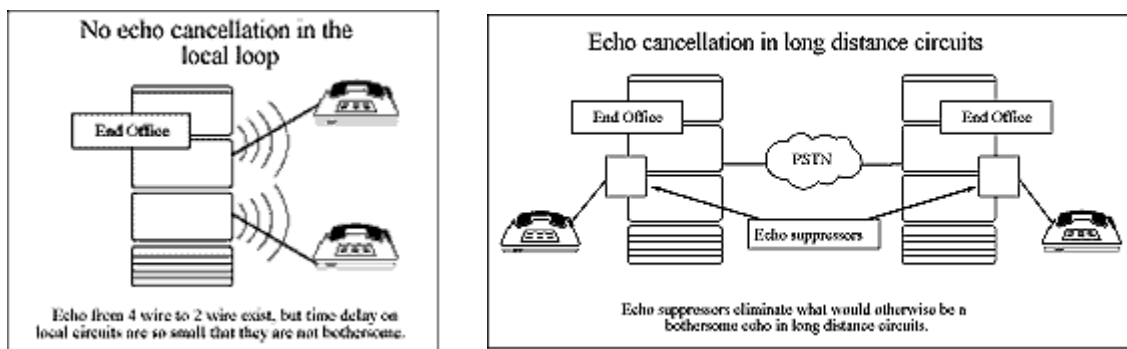 No echo cancellation in the
local loop
End Office
Echo from 4 wire to 2 wire exist, but time delay on
local circuits are so small that they are not bothersome.
Echo cancellation in long distance circuits
End Office
End Office
PSTN
Echo suppressors
Echo suppressors eliminate what would otherwise be a
bothersome echo in long distance circuits.